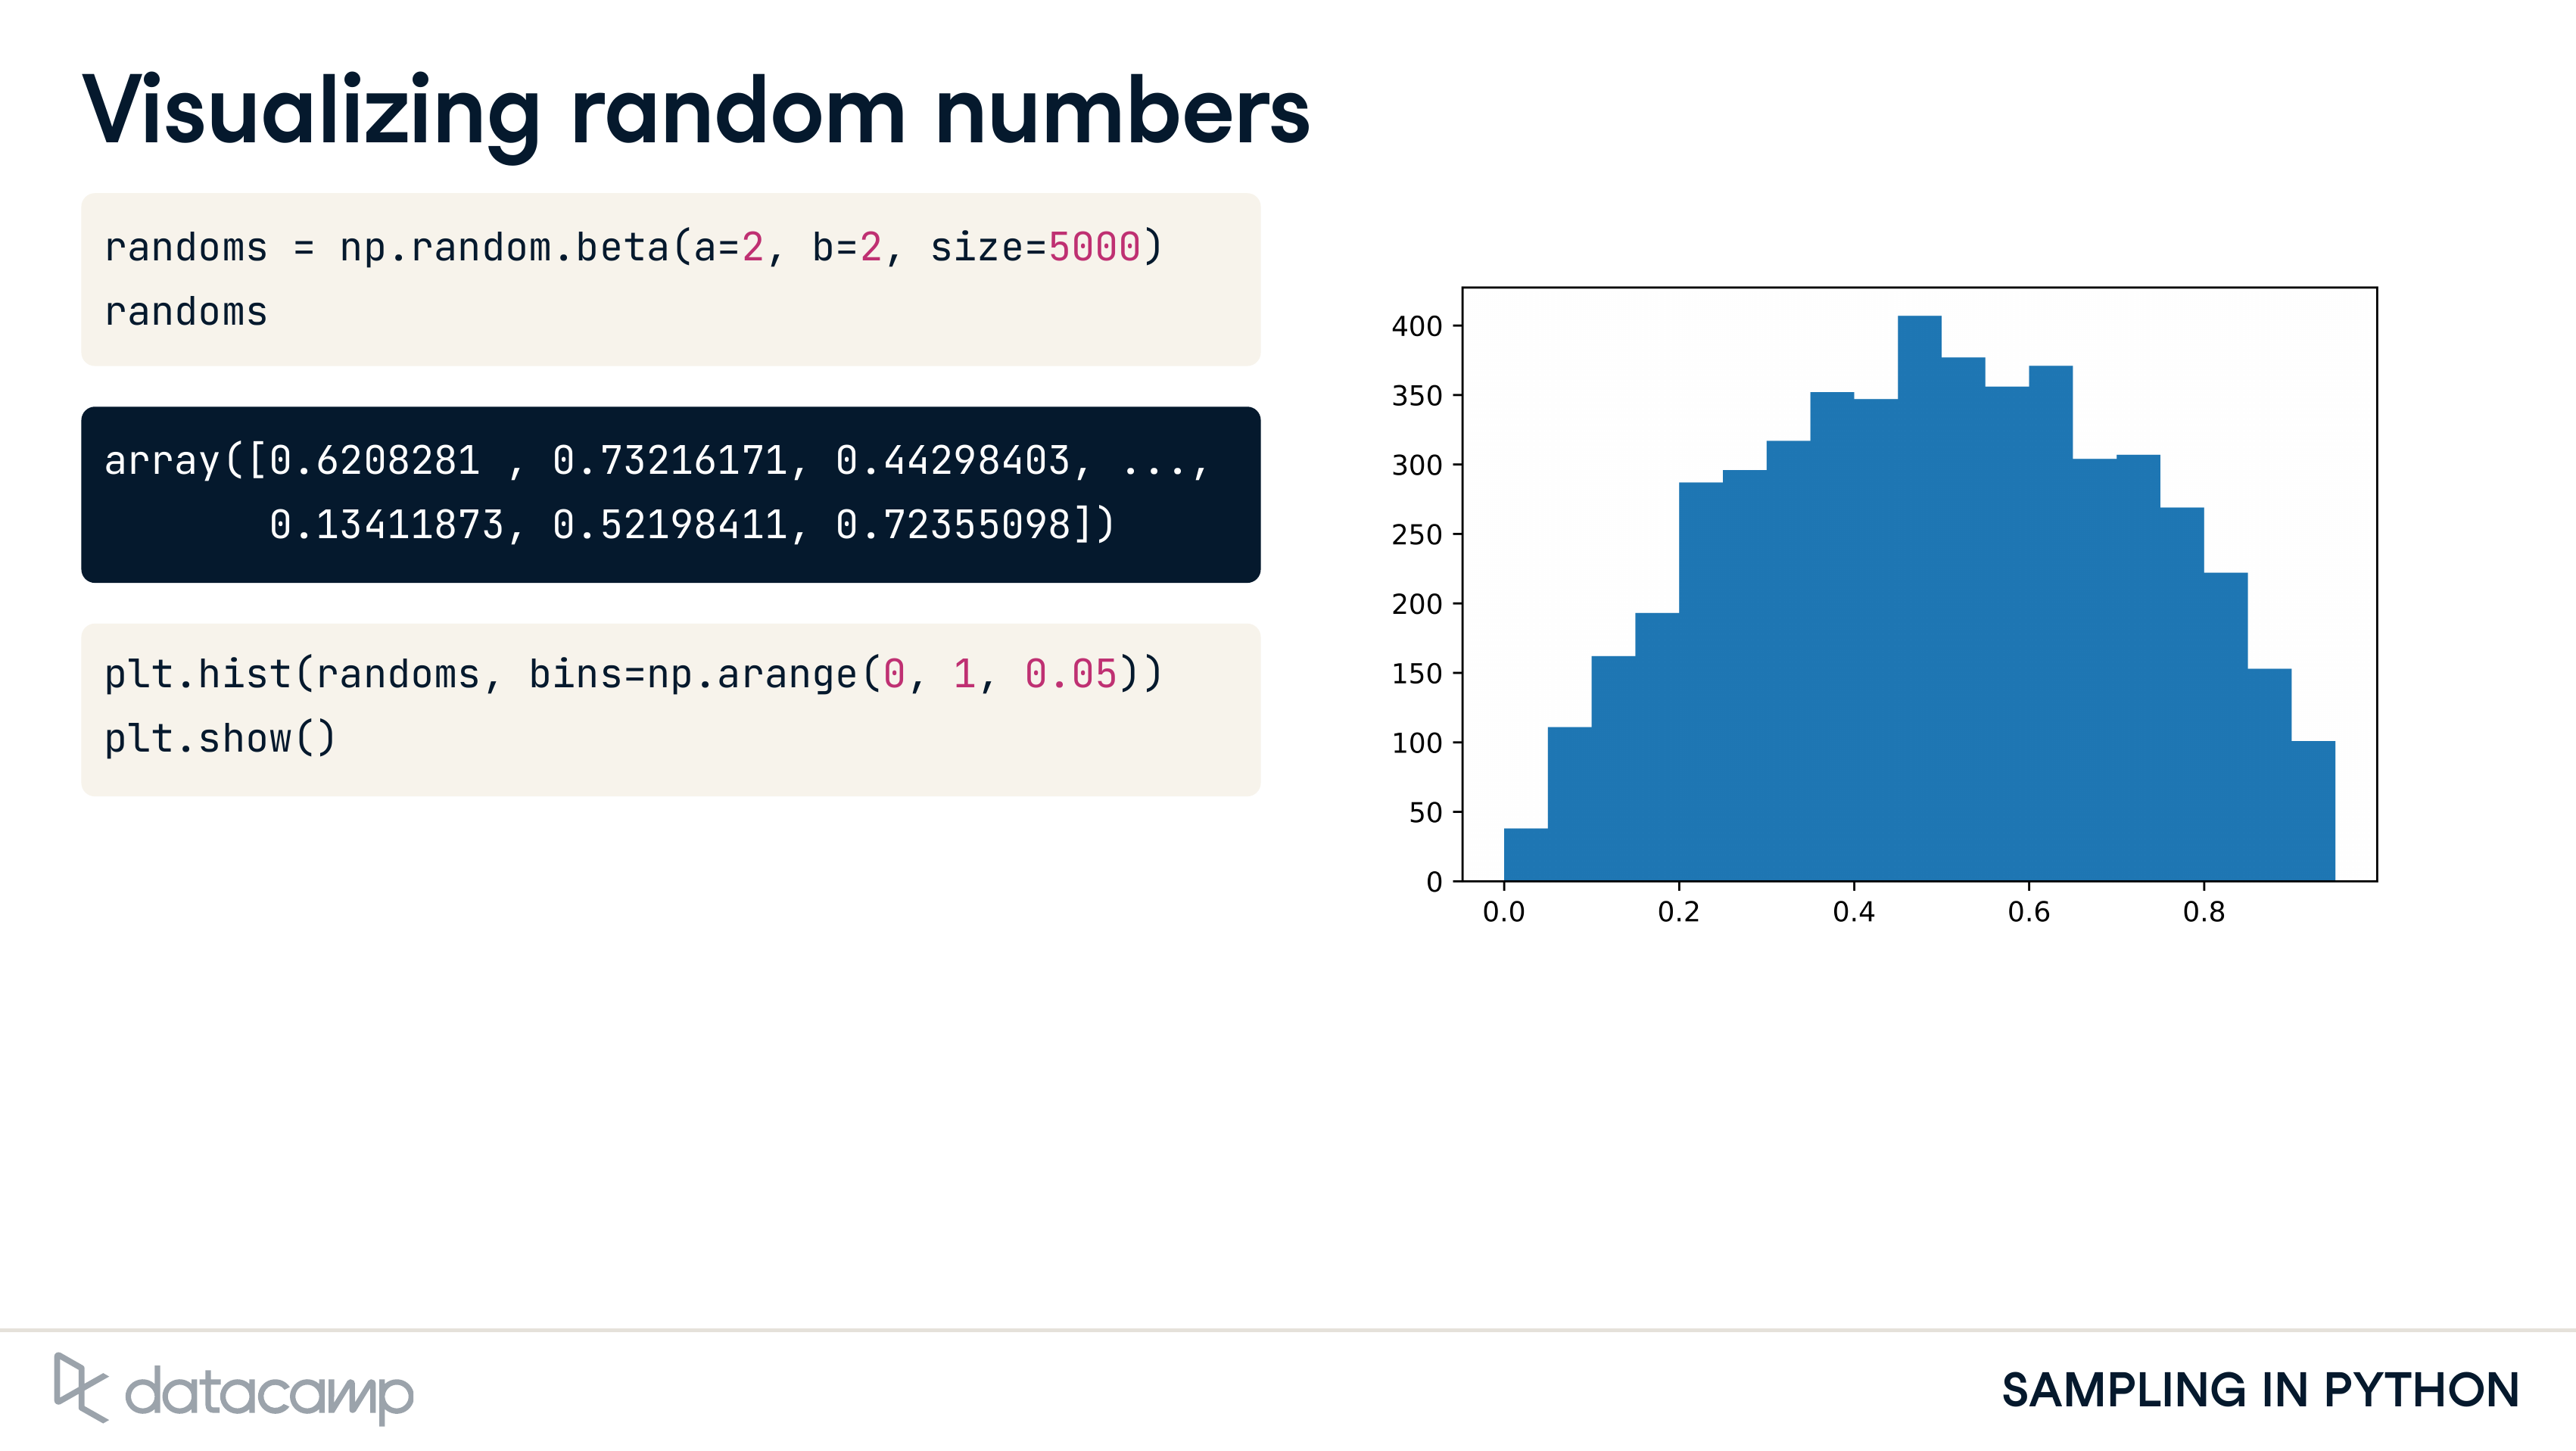 Visualizing random numbers
randoms = np.random.beta(a=2, b=2, size=5000)
randoms
array([0.6208281 , 0.73216171, 0.44298403, ...,
       0.13411873, 0.52198411, 0.72355098])
plt.hist(randoms, bins=np.arange(0, 1, 0.05))
plt.show()
400
350
300
250
200
150
100
50
0
0.0 0.2 0.4 0.6 0.8
datacamp
SAMPLING IN PYTHON